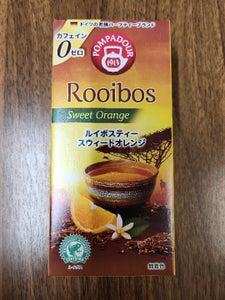 ドイツの老舗ハーブティーブランド
カフェイン
0ゼロ
POMPADOUR
1913
Rooibos
Sweet Orange
ルイボスティー
スウィートオレンジ